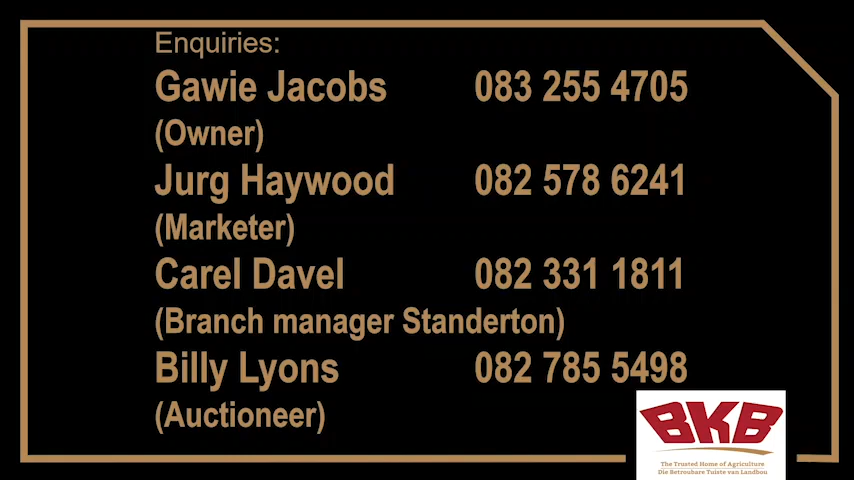 Enquiries:
Gawie Jacobs 083 255 4705
(Owner)
Jurg Haywood 082 578 6241
(Marketer)
Carel Davel 082 331 1811
(Branch manager Standerton)
Billy Lyons 082 785 5498
(Auctioneer)
BKB
The Trusted Home of Agriculture
Die Betroubare Tuiste van Landbou